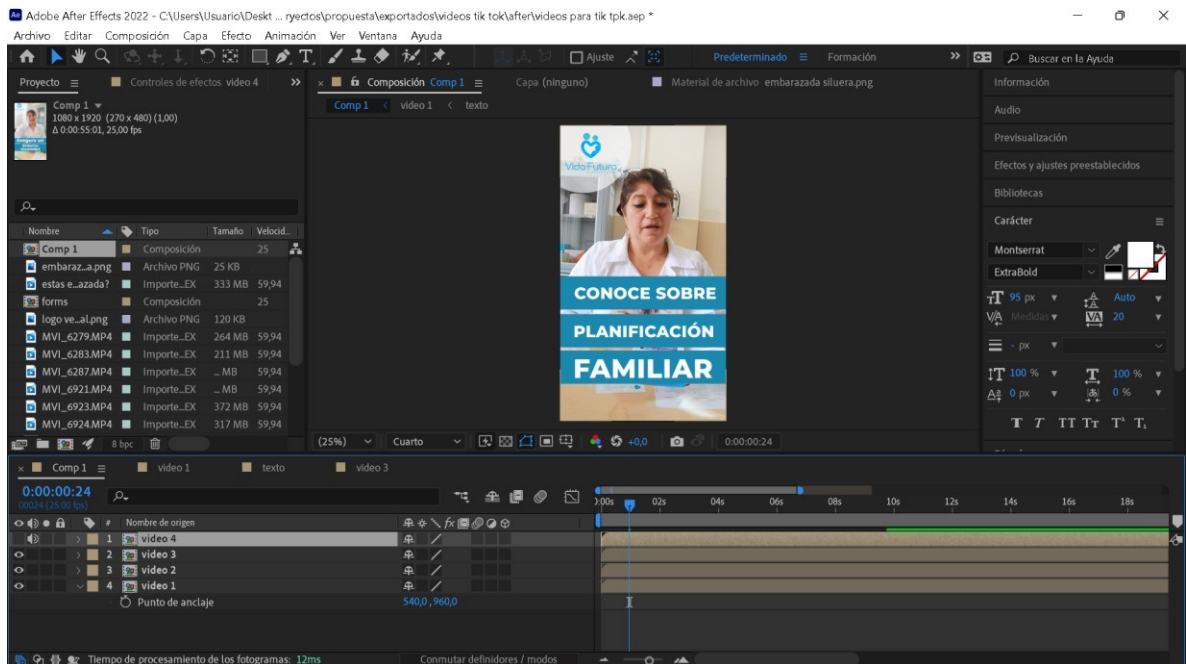 Adobe After Effects 2022 - C:\Users\Usuario\Deskt ... ryectos\propuesta\exportados\videos tik tok\after\videos para tik tpk.aep *
Archivo Editar Composición Capa Efecto Animación Ver Ventana Ayuda
Ajuste Predeterminado Formación Buscar en la Ayuda
Proyecto Controles de efectos video 4 Composición Comp 1 Capa (ninguno) Material de archivo embarazada siluera.png Información
Comp 1 video 1 texto
Comp 1
1080 x 1920 (270 x 480) (1,00)
Δ 0:00:55:01, 25,00 fps
Audio
Previsualización
Efectos y ajustes preestablecidos
Bibliotecas
Carácter
Montserrat
ExtraBold
95 px Auto
Medidas 20
- px
100 % 100 %
0 px 0 %
Vida Futura
CONOCE SOBRE
PLANIFICACIÓN
FAMILIAR
Nombre Tipo Tamaño Velocid...
Comp 1 Composición 25
embaraz...a.png Archivo PNG 25 KB
estas e...azada? Importe...EX 333 MB 59,94
forms Composición 25
logo ve...al.png Archivo PNG 120 KB
MVI_6279.MP4 Importe...EX 264 MB 59,94
MVI_6283.MP4 Importe...EX 211 MB 59,94
MVI_6287.MP4 Importe...EX ... MB 59,94
MVI_6921.MP4 Importe...EX ... MB 59,94
MVI_6923.MP4 Importe...EX 372 MB 59,94
MVI_6924.MP4 Importe...EX 317 MB 59,94
8 bpc
(25%) Cuarto +0,0 0:00:00:24
Comp 1 video 1 texto video 3
0:00:00:24
00024 (25.00 fps)
):00s 02s 04s 06s 08s 10s 12s 14s 16s 18s
# Nombre de origen
1 video 4
2 video 3
3 video 2
4 video 1
Punto de anclaje 540,0,960,0
Tiempo de procesamiento de los fotogramas: 12ms Conmutar definidores / modos